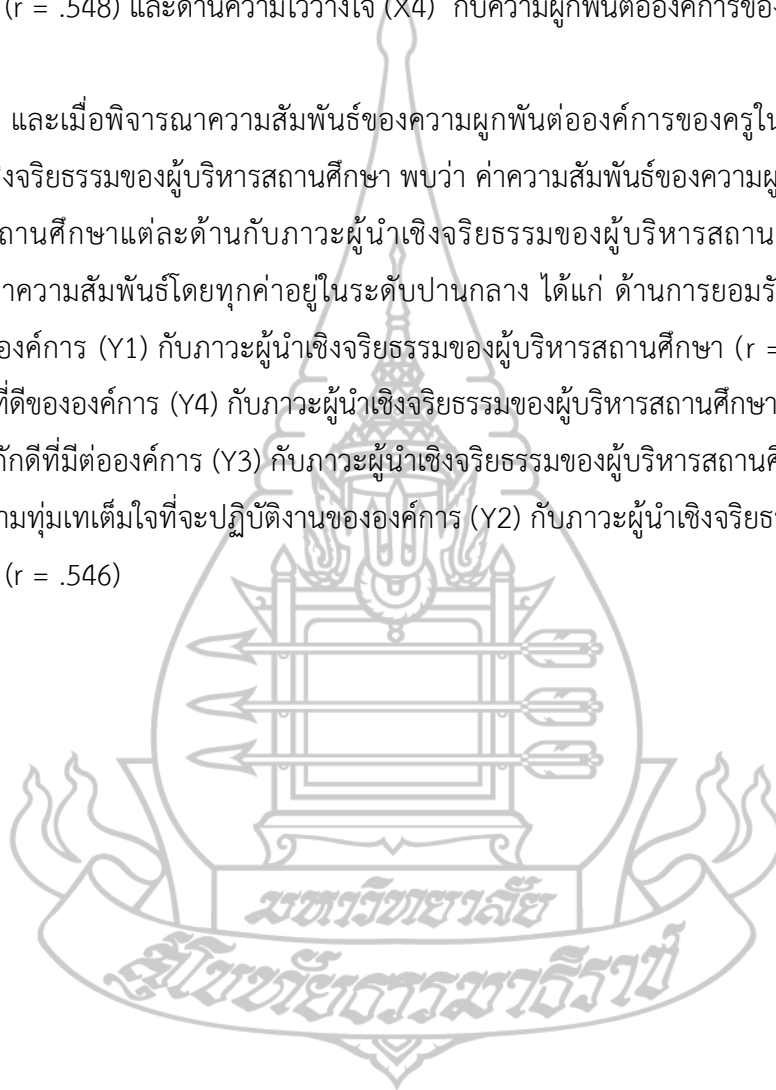 (r = .548) และด้านความไว้วางใจ (X4) กับความผูกพันต่อองค์การของ
และเมื่อพิจารณาความสัมพันธ์ของความผูกพันต่อองค์การของครูใน
งจริยธรรมของผู้บริหารสถานศึกษา พบว่า ค่าความสัมพันธ์ของความผู
ถานศึกษาแต่ละด้านกับภาวะผู้นำเชิงจริยธรรมของผู้บริหารสถาน
าความสัมพันธ์โดยทุกค่าอยู่ในระดับปานกลาง ได้แก่ ด้านการยอมรั
องค์การ (Y1) กับภาวะผู้นำเชิงจริยธรรมของผู้บริหารสถานศึกษา (r =
ที่ดีขององค์การ (Y4) กับภาวะผู้นำเชิงจริยธรรมของผู้บริหารสถานศึกษา
ักดีที่มีต่อองค์การ (Y3) กับภาวะผู้นำเชิงจริยธรรมของผู้บริหารสถานศึ
ามทุ่มเทเต็มใจที่จะปฏิบัติงานขององค์การ (Y2) กับภาวะผู้นำเชิงจริยธ
(r = .546)
มหาวิทยาลัย
สุโขทัยธรรมาธิราช